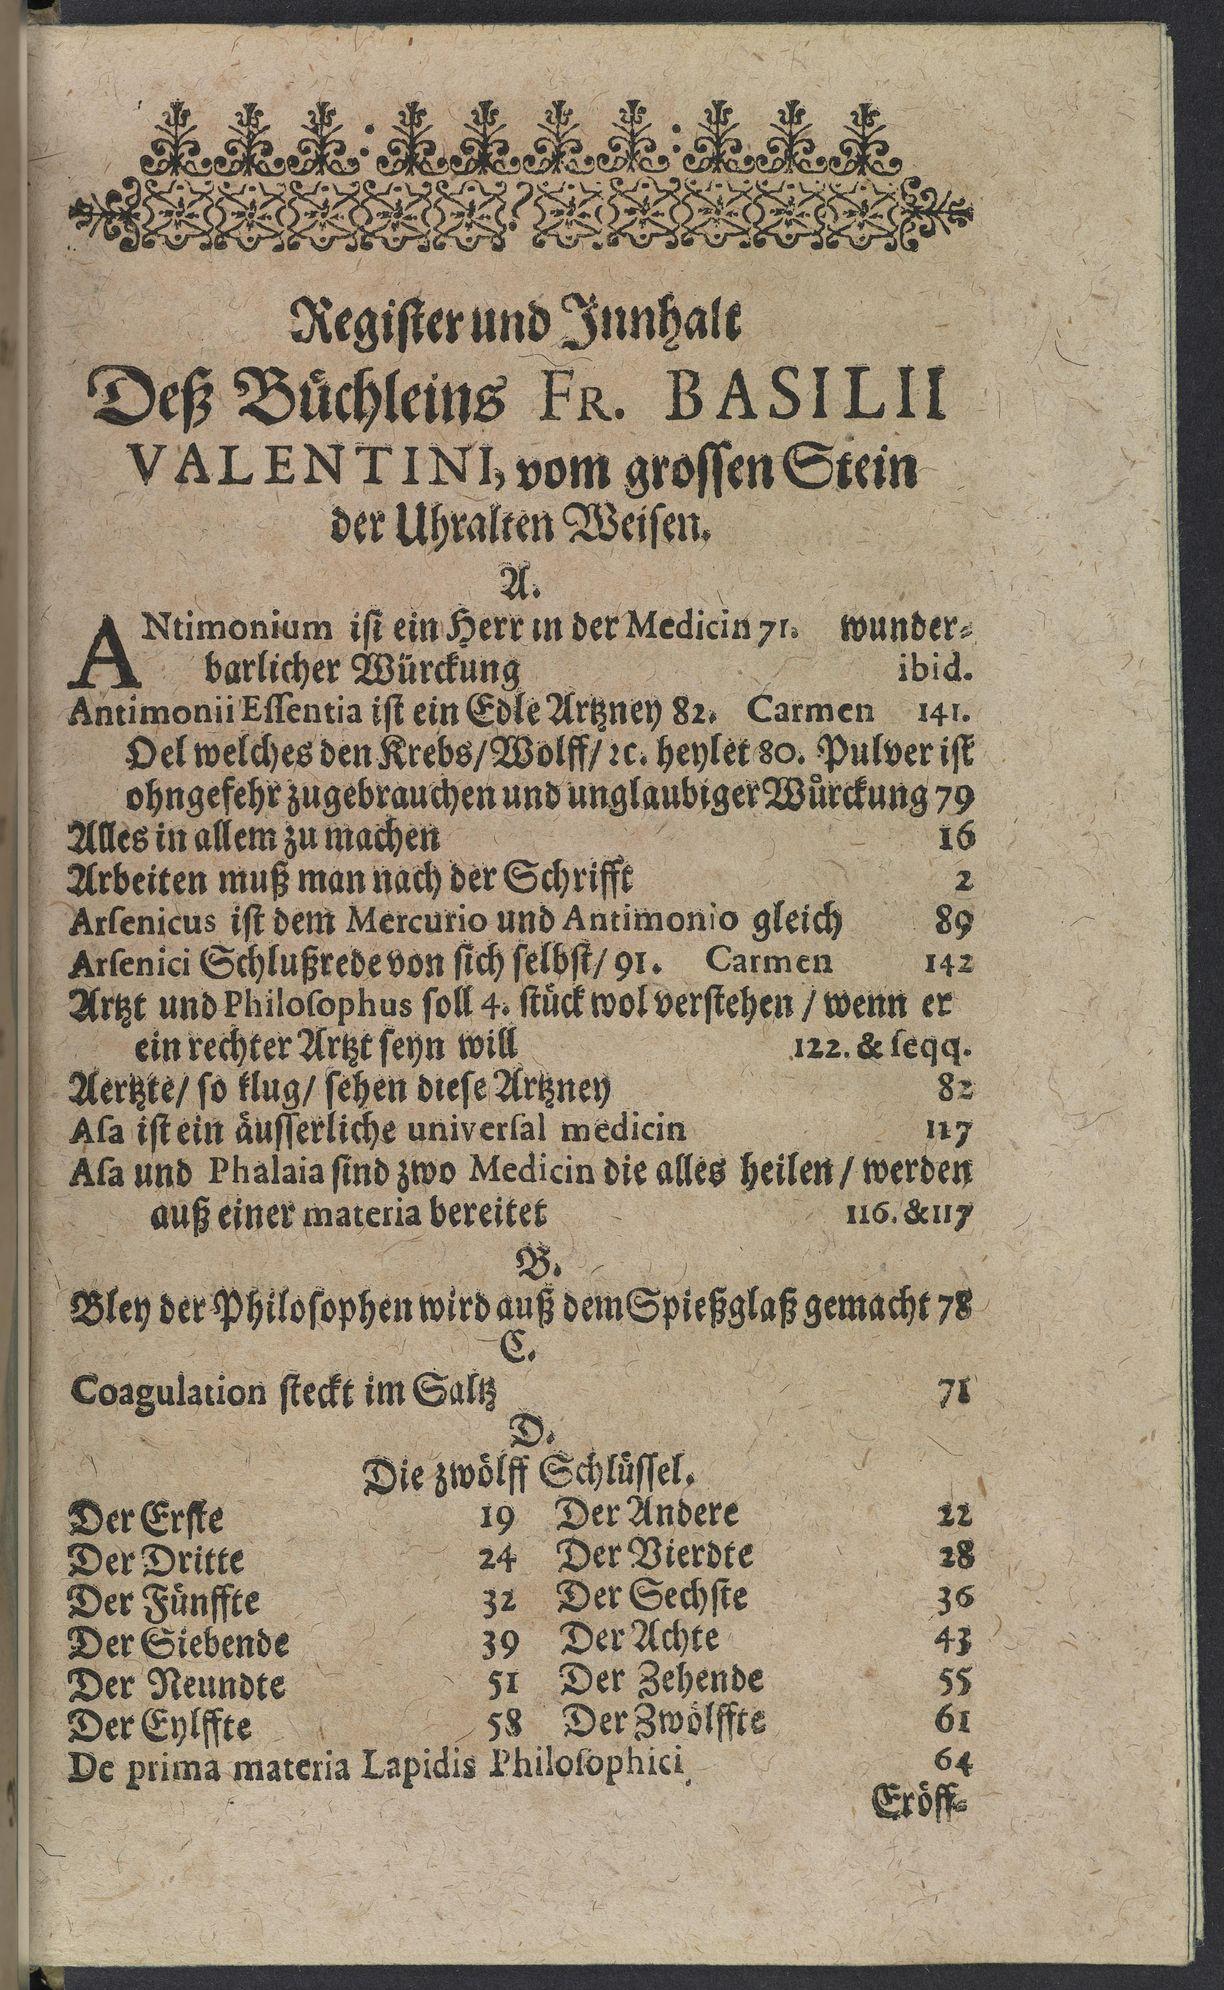 Register und Innhalt
Deß Büchleins FR. BASILII
VALENTINI, vom grossen Stein
der Uhralten Weisen.
A.
ANtimonium ist ein Herr in der Medicin 71. wunder-
barlicher Würckung ibid.
Antimonii Essentia ist ein Edle Artzney 82. Carmen 141.
Oel welches den Krebs/ Wolff/ ꝛc. heylet 80. Pulver ist
ohngefehr zugebrauchen und unglaubiger Würckung 79
Alles in allem zu machen 16
Arbeiten muß man nach der Schrifft 2
Arsenicus ist dem Mercurio und Antimonio gleich 89
Arsenici Schlußrede von sich selbst/ 91. Carmen 142
Artzt und Philosophus soll 4. stück wol verstehen / wenn er
ein rechter Artzt seyn will 122. & seqq.
Aertzte/ so klug/ sehen diese Artzney 82
Asa ist ein äusserliche universal medicin 117
Asa und Phalaia sind zwo Medicin die alles heilen / werden
auß einer materia bereitet 116. & 117
B.
Bley der Philosophen wird auß dem Spießglaß gemacht 78
C.
Coagulation steckt im Saltz 71
D.
Die zwölff Schlüssel.
Der Erste 19 Der Andere 22
Der Dritte 24 Der Vierdte 28
Der Fünffte 32 Der Sechste 36
Der Siebende 39 Der Achte 43
Der Neundte 51 Der Zehende 55
Der Eylffte 58 Der Zwölffte 61
De prima materia Lapidis Philosophici 64
Eröff-